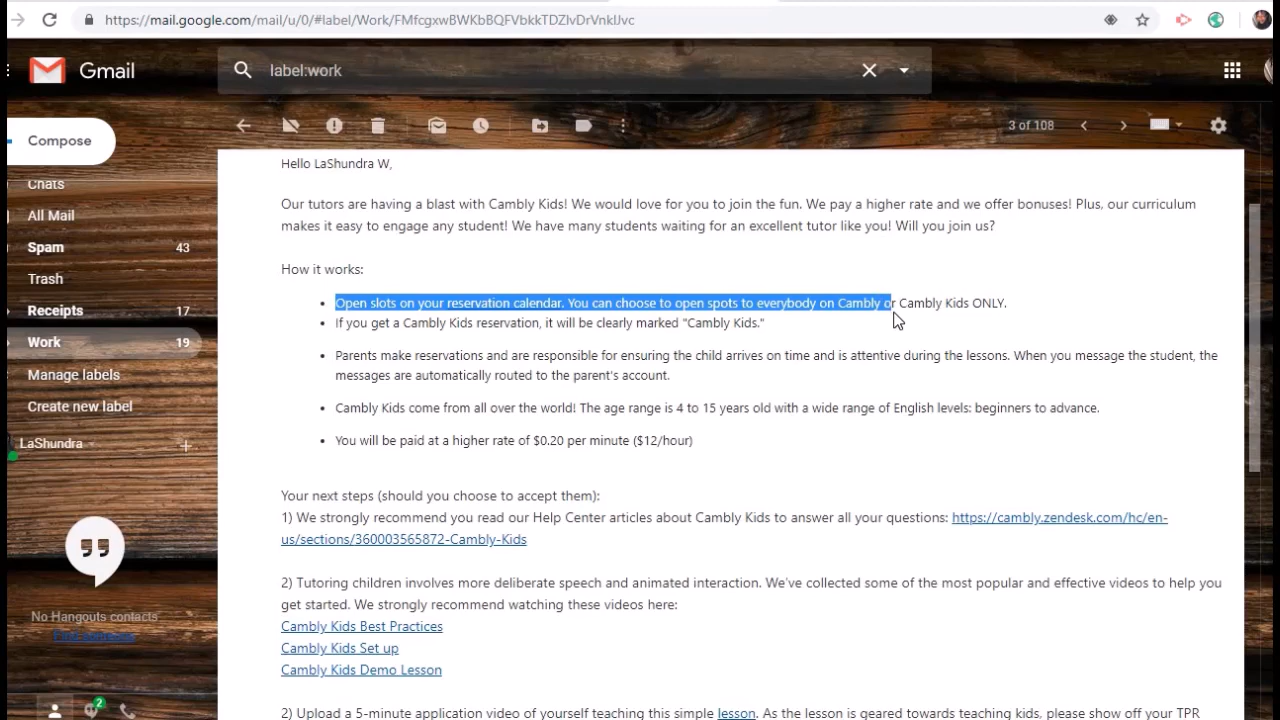 https://mail.google.com/mail/u/0/#label/Work/FMfcgxwBWKbBQFVbkkTDZlvDrVnkIJvc
Gmail
label:work
Compose
3 of 108
Chats
All Mail
Spam 43
Trash
Receipts 17
Work 19
Manage labels
Create new label
LaShundra
No Hangouts contacts
2
Hello LaShundra W,
Our tutors are having a blast with Cambly Kids! We would love for you to join the fun. We pay a higher rate and we offer bonuses! Plus, our curriculum
makes it easy to engage any student! We have many students waiting for an excellent tutor like you! Will you join us?
How it works:
• Open slots on your reservation calendar. You can choose to open spots to everybody on Cambly or Cambly Kids ONLY.
• If you get a Cambly Kids reservation, it will be clearly marked "Cambly Kids."
• Parents make reservations and are responsible for ensuring the child arrives on time and is attentive during the lessons. When you message the student, the
messages are automatically routed to the parent's account.
• Cambly Kids come from all over the world! The age range is 4 to 15 years old with a wide range of English levels: beginners to advance.
• You will be paid at a higher rate of $0.20 per minute ($12/hour)
Your next steps (should you choose to accept them):
1) We strongly recommend you read our Help Center articles about Cambly Kids to answer all your questions: https://cambly.zendesk.com/hc/en-
us/sections/360003565872-Cambly-Kids
2) Tutoring children involves more deliberate speech and animated interaction. We've collected some of the most popular and effective videos to help you
get started. We strongly recommend watching these videos here:
Cambly Kids Best Practices
Cambly Kids Set up
Cambly Kids Demo Lesson
2) Upload a 5-minute application video of yourself teaching this simple lesson. As the lesson is geared towards teaching kids, please show off your TPR